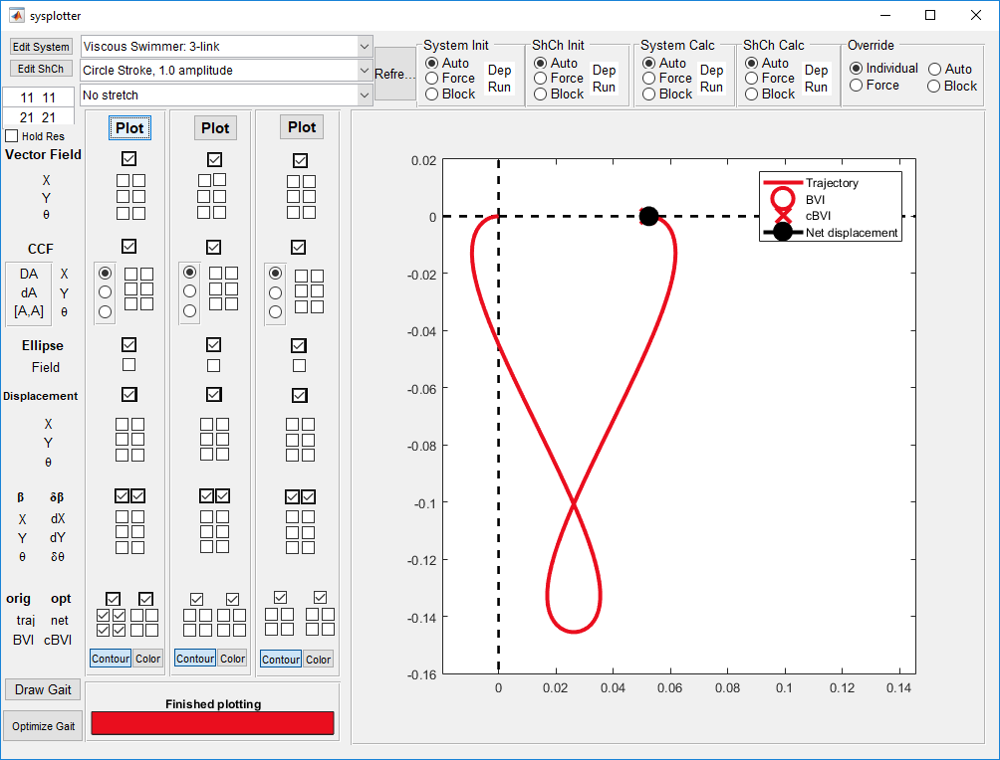 sysplotter
Edit System
Viscous Swimmer: 3-link
Edit ShCh
Circle Stroke, 1.0 amplitude
No stretch
Refre...
System Init
Auto
Force
Block
Dep
Run
ShCh Init
Auto
Force
Block
Dep
Run
System Calc
Auto
Force
Block
Dep
Run
ShCh Calc
Auto
Force
Block
Dep
Run
Override
Individual
Auto
Force
Block
11 11
21 21
Hold Res
Plot
Plot
Plot
Vector Field
X
Y
θ
CCF
DA
dA
[A,A]
X
Y
θ
Ellipse
Field
Displacement
X
Y
θ
β δβ
X dX
Y dY
θ δθ
orig opt
traj net
BVI cBVI
Contour Color
Contour Color
Contour Color
Draw Gait
Optimize Gait
Finished plotting
0.02
0
-0.02
-0.04
-0.06
-0.08
-0.1
-0.12
-0.14
-0.16
0 0.02 0.04 0.06 0.08 0.1 0.12 0.14
Trajectory
BVI
cBVI
Net displacement